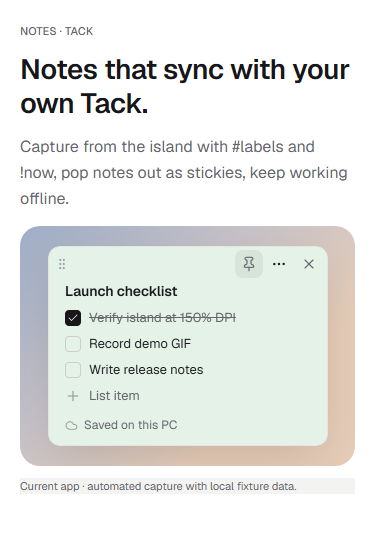 NOTES · TACK
Notes that sync with your
own Tack.
Capture from the island with #labels and
!now, pop notes out as stickies, keep working
offline.
Launch checklist
Verify island at 150% DPI
Record demo GIF
Write release notes
List item
Saved on this PC
Current app · automated capture with local fixture data.